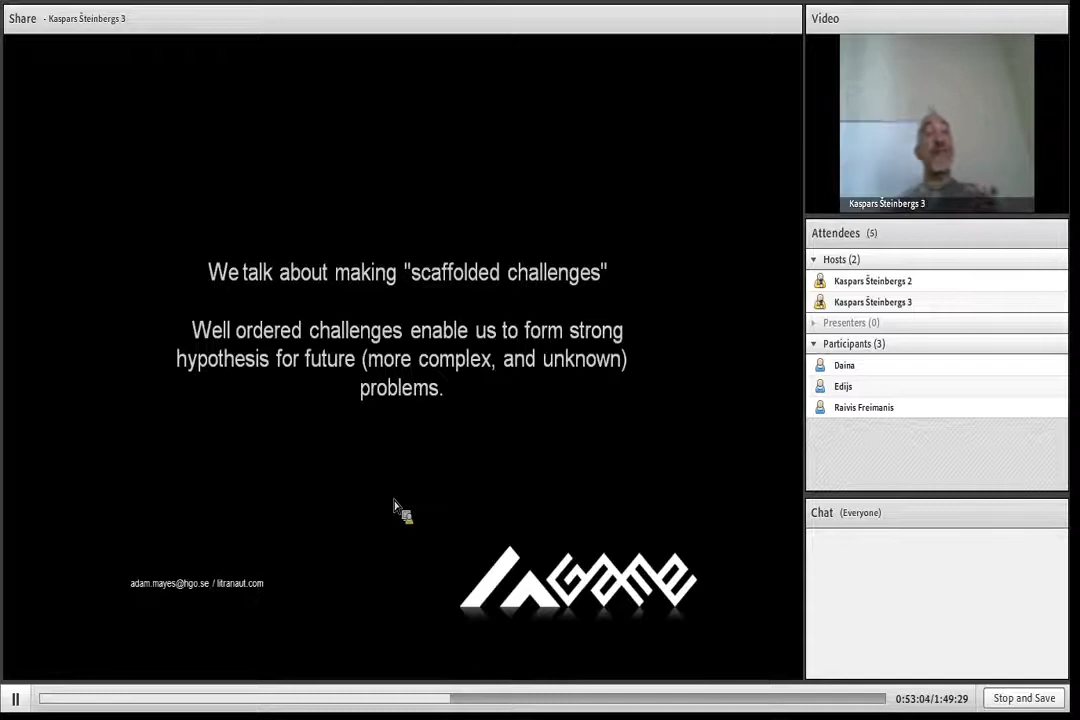 Share - Kaspars Šteinbergs 3
We talk about making "scaffolded challenges"
Well ordered challenges enable us to form strong
hypothesis for future (more complex, and unknown)
problems.
adam.mayes@hgo.se / litranaut.com
GAME
Video
Kaspars Šteinbergs 3
Attendees (5)
Hosts (2)
Kaspars Šteinbergs 2
Kaspars Šteinbergs 3
Presenters (0)
Participants (3)
Daina
Edijs
Raivis Freimanis
Chat (Everyone)
0:53:04/1:49:29
Stop and Save